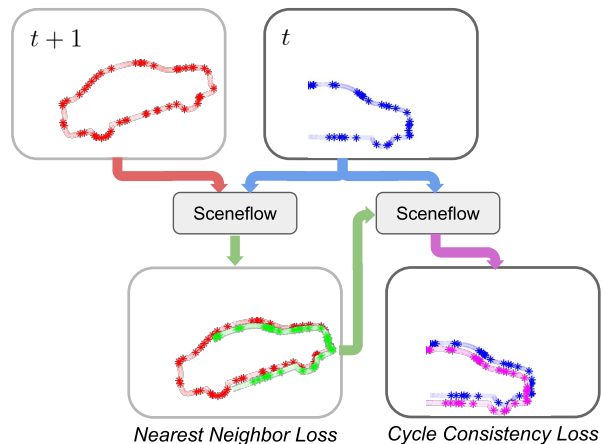 t + 1
t
Sceneflow
Sceneflow
Nearest Neighbor Loss
Cycle Consistency Loss